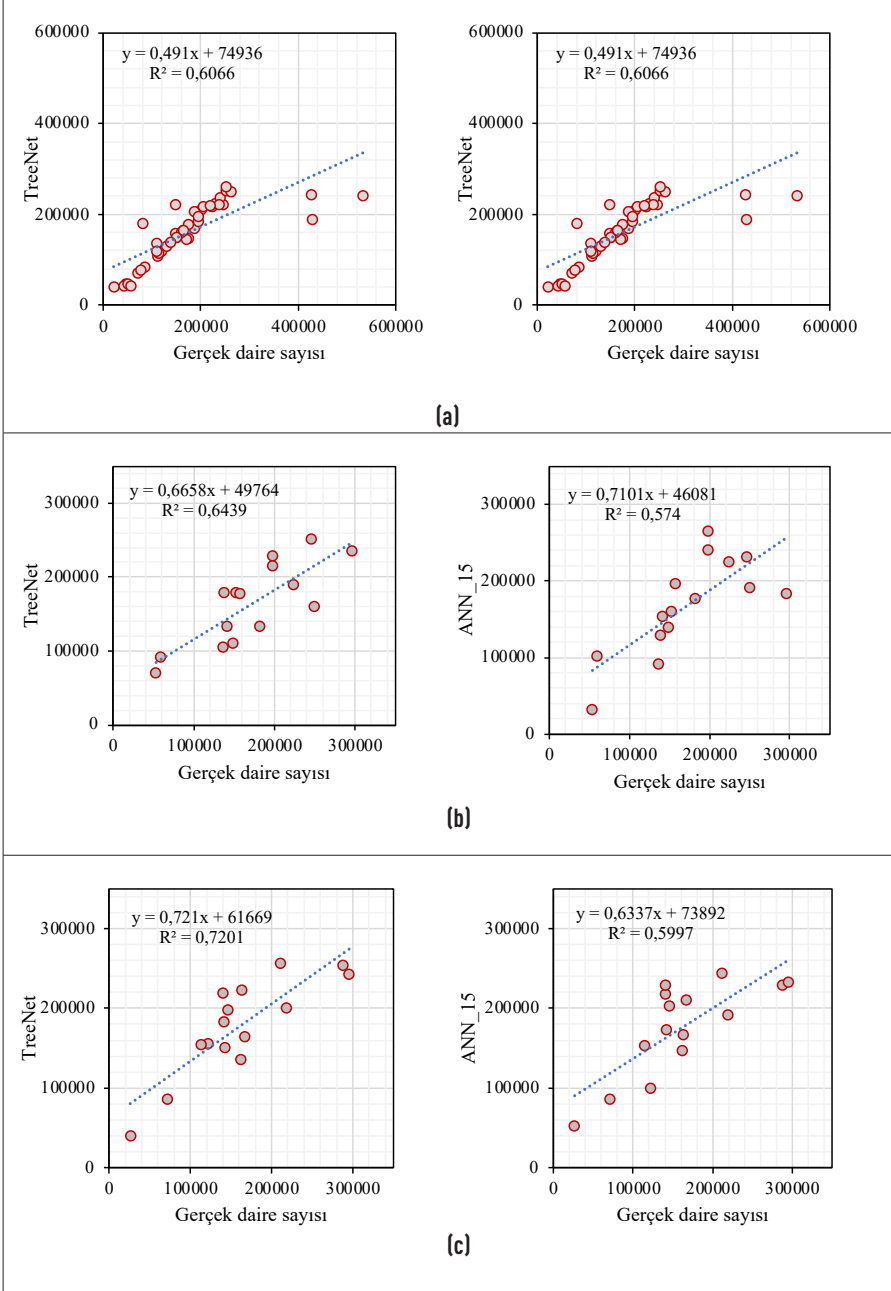 y = 0,491x + 74936
R² = 0,6066
600000
400000
200000
0
TreeNet
0 200000 400000 600000
Gerçek daire sayısı
y = 0,491x + 74936
R² = 0,6066
600000
400000
200000
0
TreeNet
0 200000 400000 600000
Gerçek daire sayısı
(a)
y = 0,6658x + 49764
R² = 0,6439
300000
200000
100000
0
TreeNet
0 100000 200000 300000
Gerçek daire sayısı
y = 0,7101x + 46081
R² = 0,574
300000
200000
100000
0
ANN_15
0 100000 200000 300000
Gerçek daire sayısı
(b)
y = 0,721x + 61669
R² = 0,7201
300000
200000
100000
0
TreeNet
0 100000 200000 300000
Gerçek daire sayısı
y = 0,6337x + 73892
R² = 0,5997
300000
200000
100000
0
ANN_15
0 100000 200000 300000
Gerçek daire sayısı
(c)